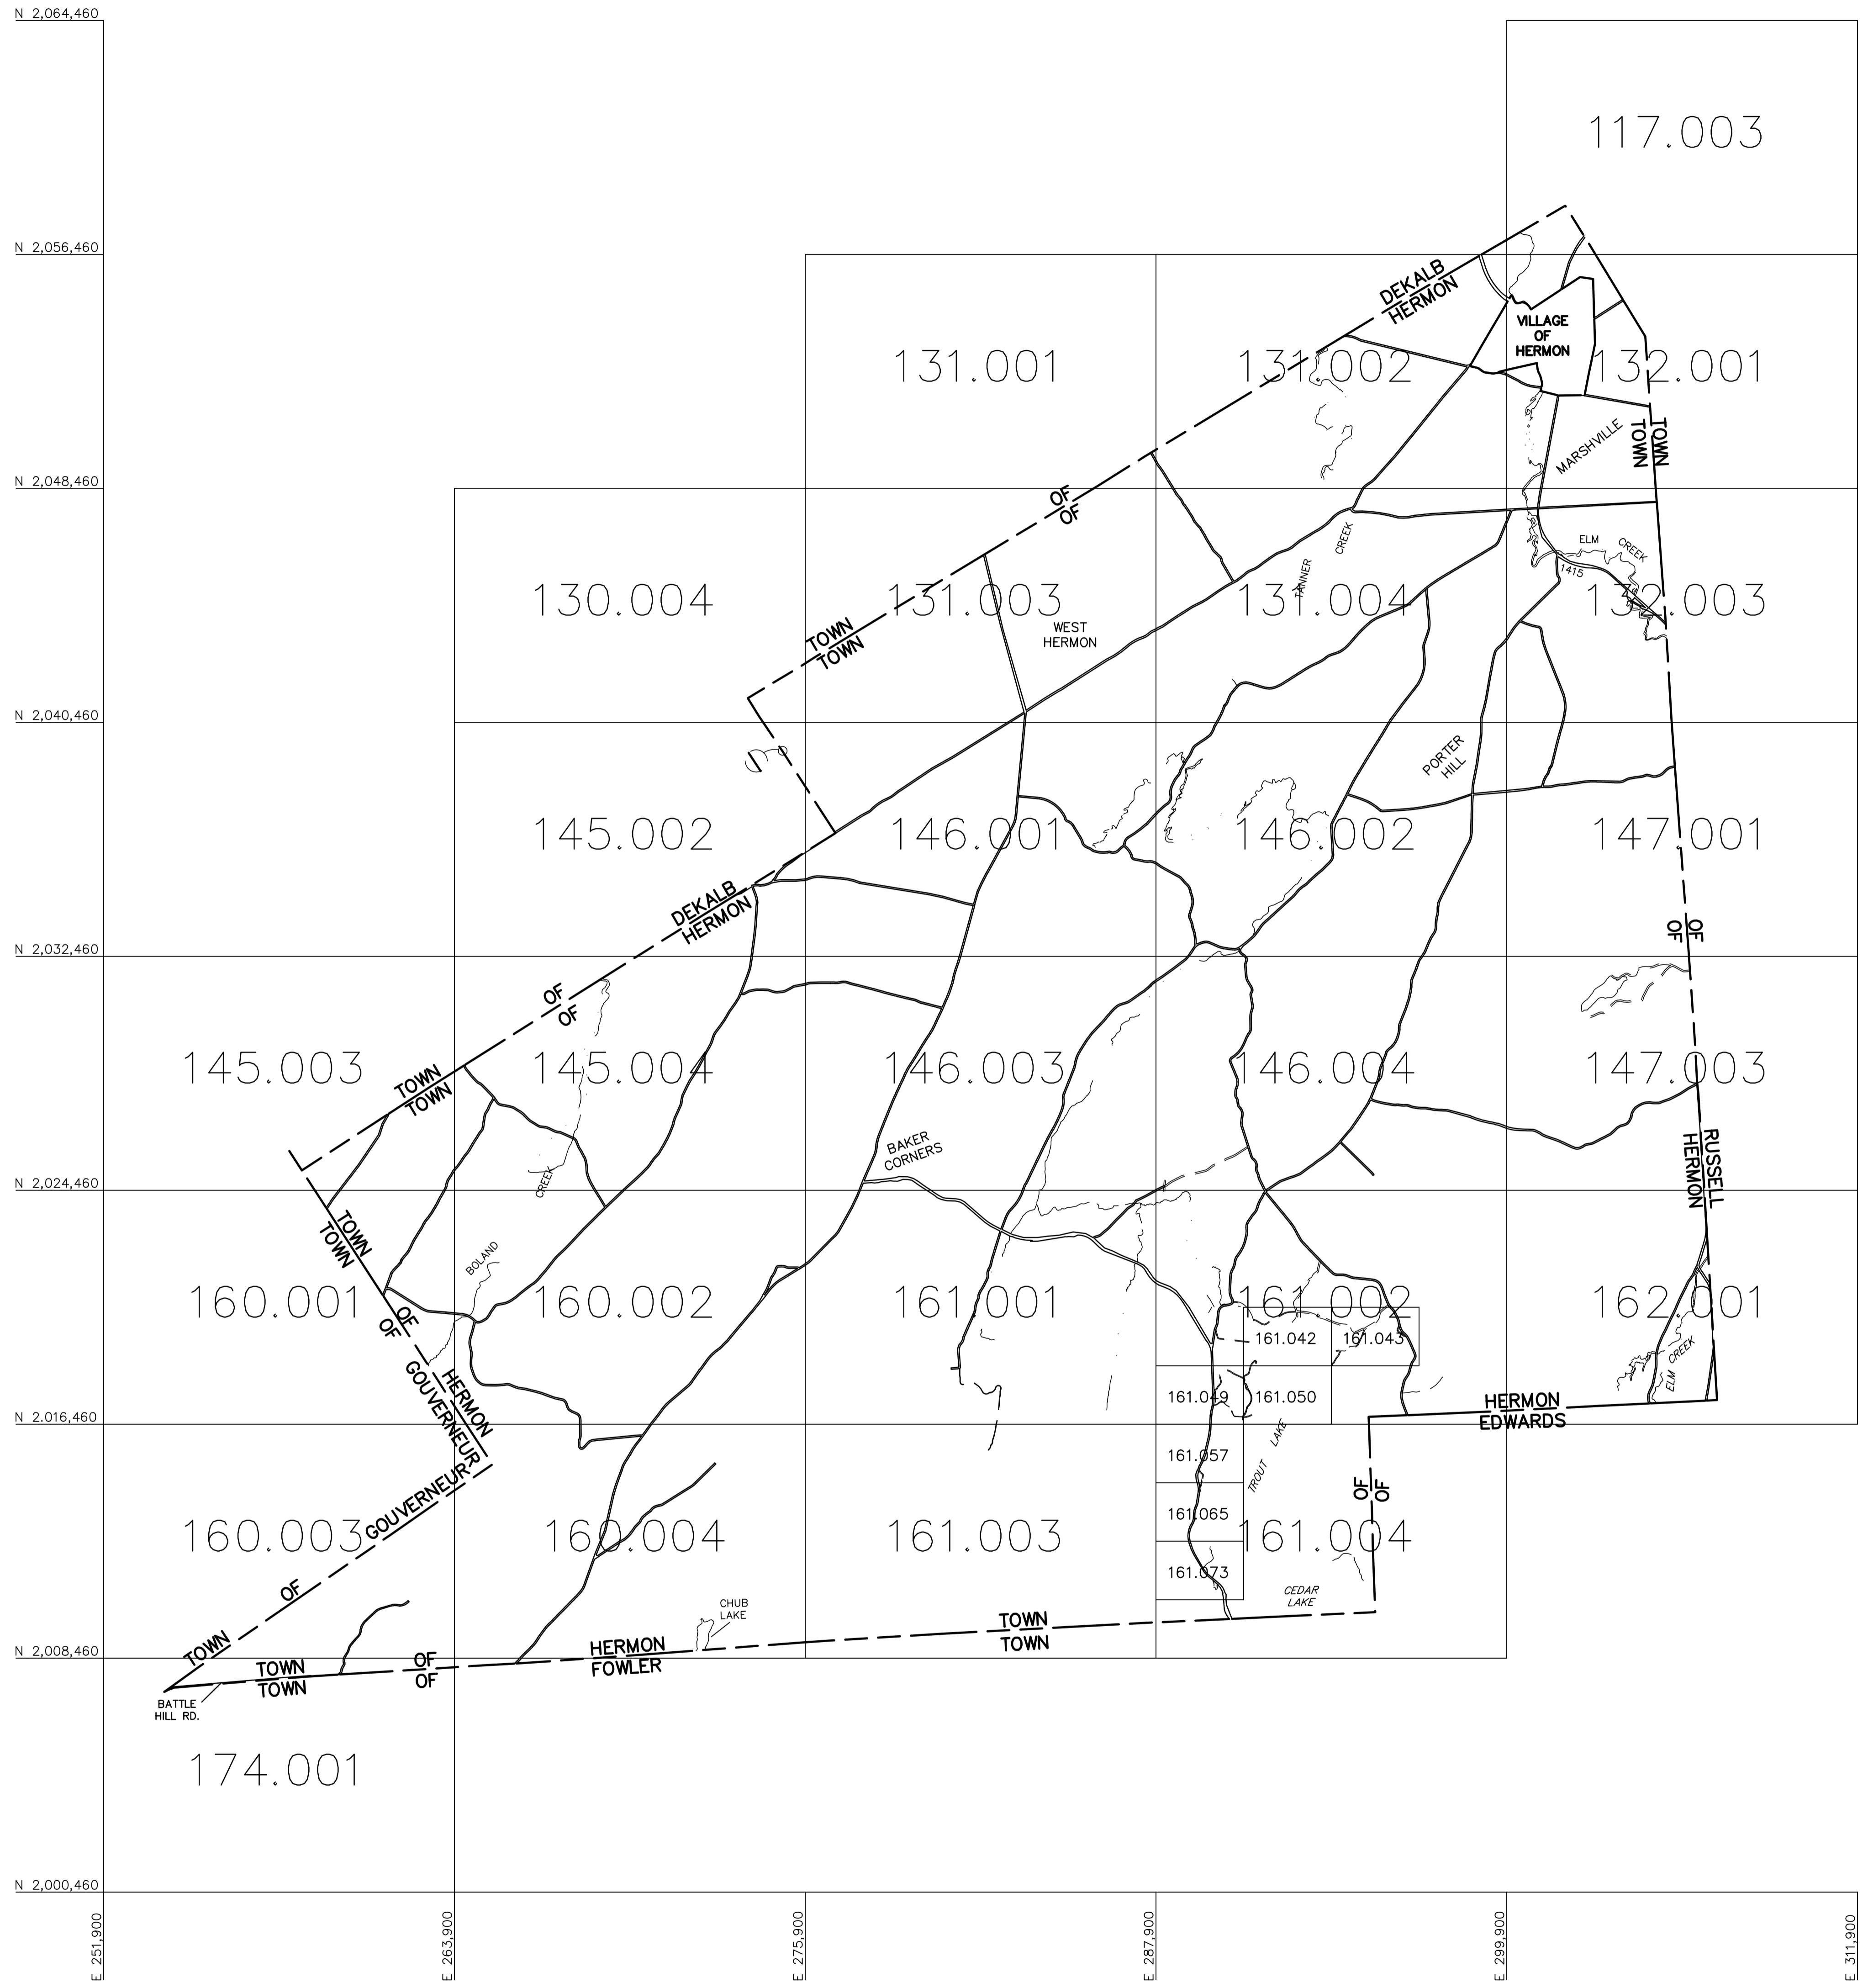 N 2,064,460
117.003
N 2,056,460
DEKALB
HERMON
VILLAGE
OF
HERMON
131.001
131.002
132.001
TOWN
TOWN
MARSHVILLE
N 2,048,460
OF
OF
TANNER
CREEK
ELM
CREEK
1415
130.004
131.003
131.004
132.003
TOWN
TOWN
WEST
HERMON
N 2,040,460
PORTER
HILL
145.002
146.001
146.002
147.001
DEKALB
HERMON
OF
OF
N 2,032,460
OF
OF
145.003
145.004
146.003
146.004
147.003
TOWN
TOWN
BAKER
CORNERS
RUSSELL
HERMON
CREEK
N 2,024,460
TOWN
TOWN
BOLAND
160.001
160.002
161.001
161.002
162.001
OF
OF
161.042
161.043
ELM
CREEK
HERMON
GOUVERNEUR
161.049
161.050
HERMON
EDWARDS
N 2,016,460
TROUT
LAKE
161.057
OF
OF
GOUVERNEUR
161.065
160.003
160.004
161.003
161.004
161.073
OF
CEDAR
LAKE
CHUB
LAKE
TOWN
TOWN
HERMON
FOWLER
N 2,008,460
TOWN
OF
OF
TOWN
TOWN
BATTLE
HILL RD.
174.001
N 2,000,460
E 251,900
E 263,900
E 275,900
E 287,900
E 299,900
E 311,900